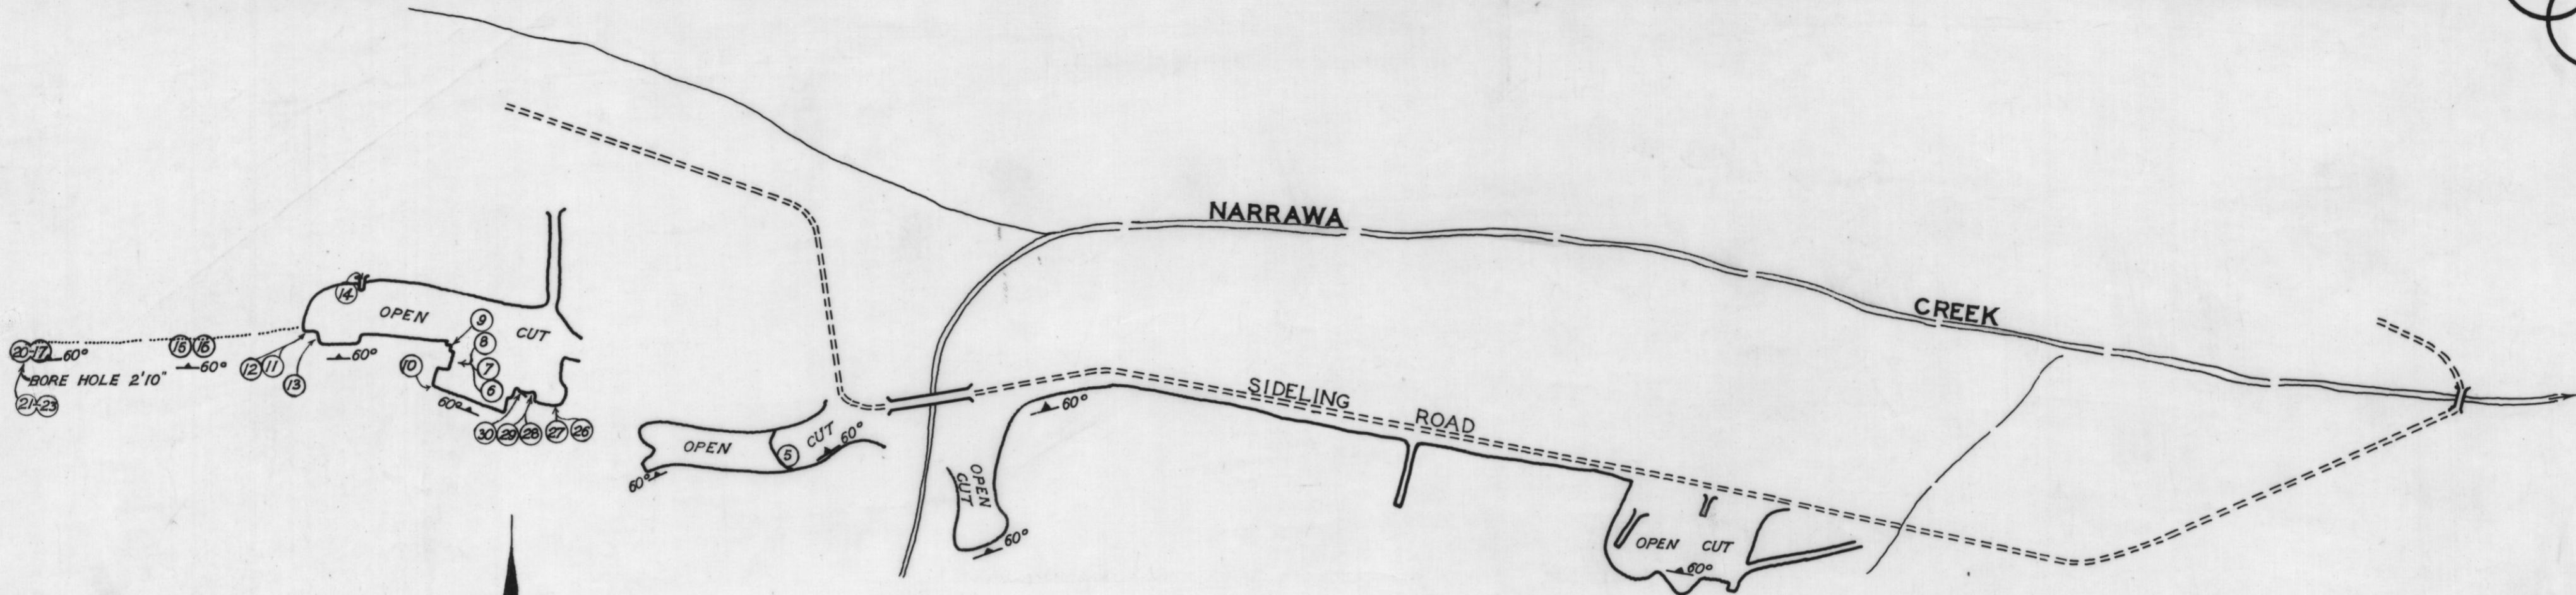 NARRAWA
CREEK
SIDELING ROAD
14
OPEN CUT
9
8
7
6
10
20-17
60°
15 16
60°
60°
12 11
13
BORE HOLE 2'10"
21-23
60°
30 29 28 27 26
OPEN CUT
5
60°
60°
60°
OPEN CUT
60°
OPEN CUT
60°